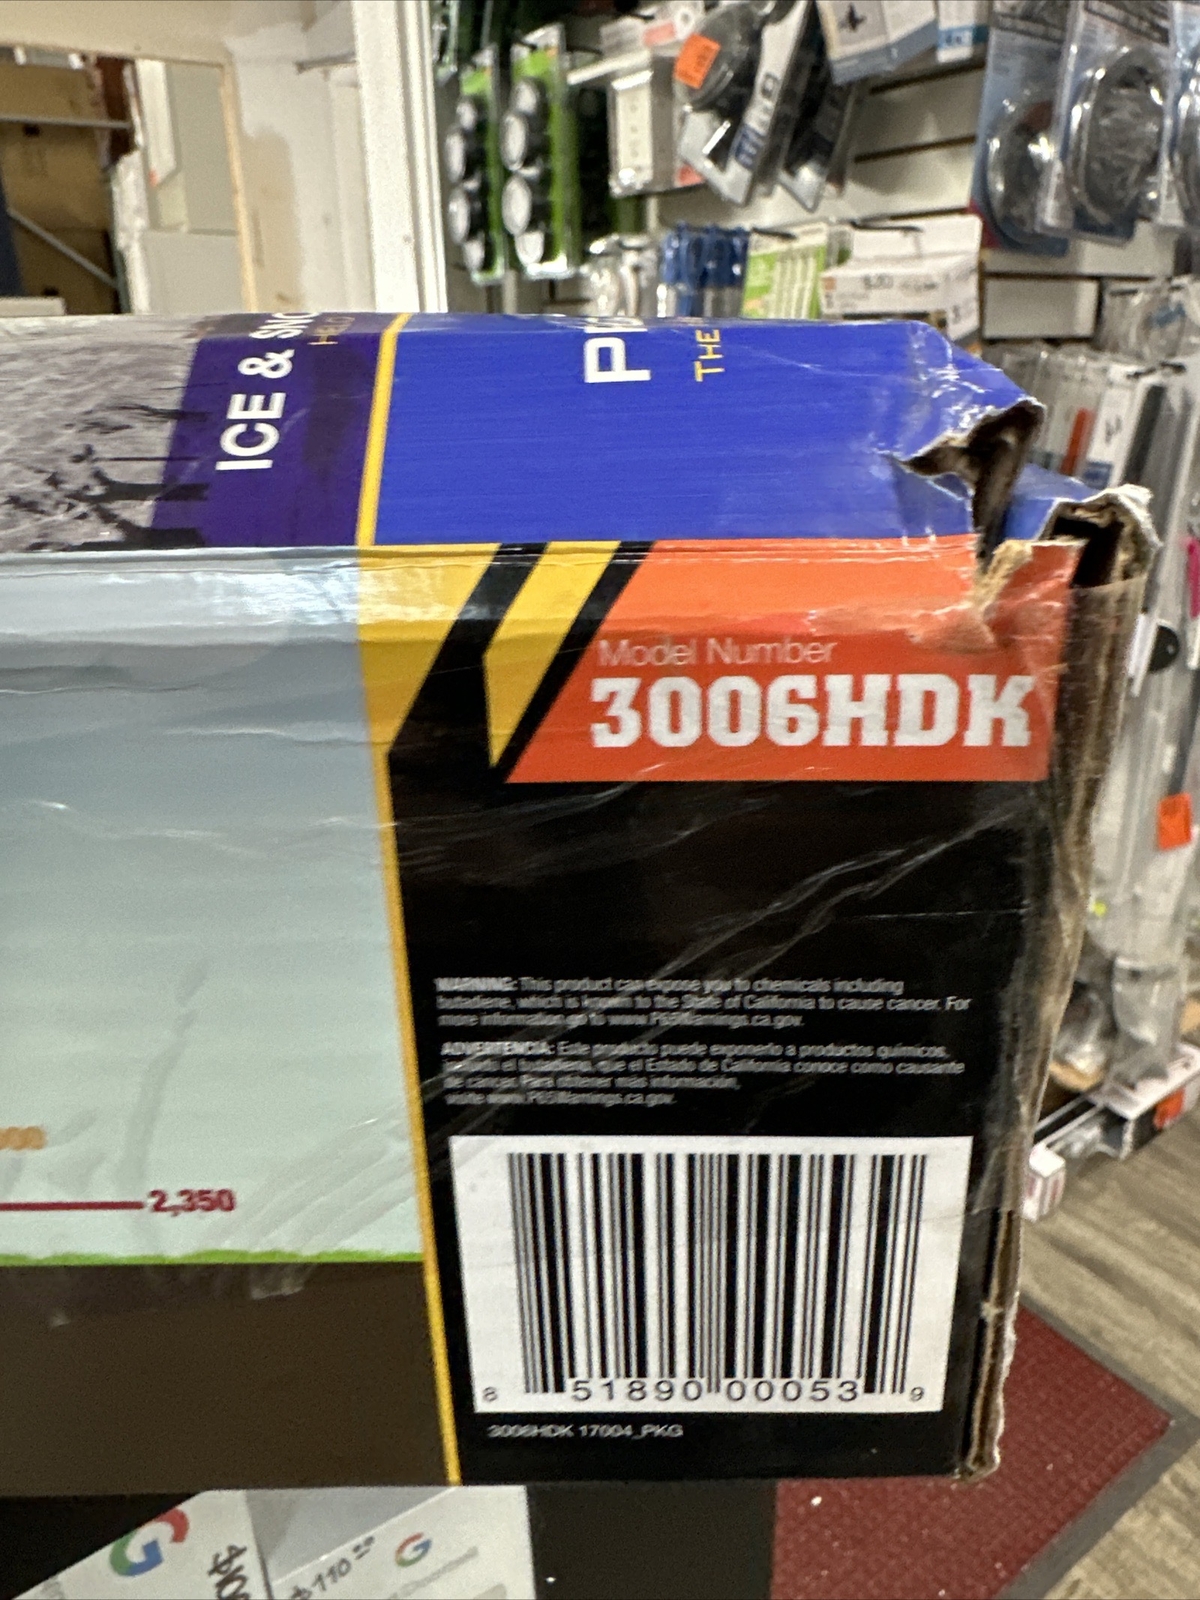 ICE &
THE
Model Number
3006HDK
WARNING: This product can expose you to chemicals including
butadiene, which is known to the State of California to cause cancer. For
more information go to www.P65Warnings.ca.gov.
ADVERTENCIA: Este producto puede exponerlo a productos químicos,
el butadieno, que el Estado de California conoce como causante
de cáncer. Para obtener más información,
visite www.P65Warnings.ca.gov.
2,350
8 51890 00053 9
3006HDK 17004_PKG
G
$110
G